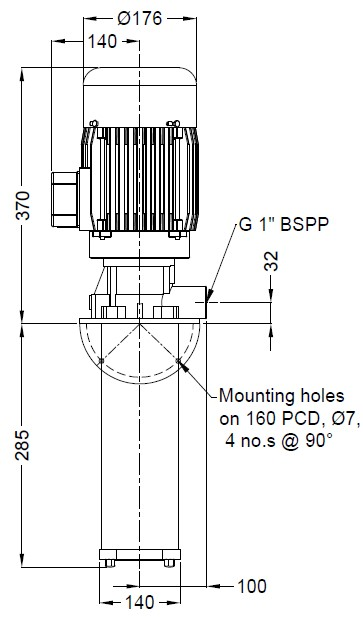 Ø176
140
370
G 1" BSPP
32
Mounting holes
on 160 PCD, Ø7,
4 no.s @ 90°
285
100
140